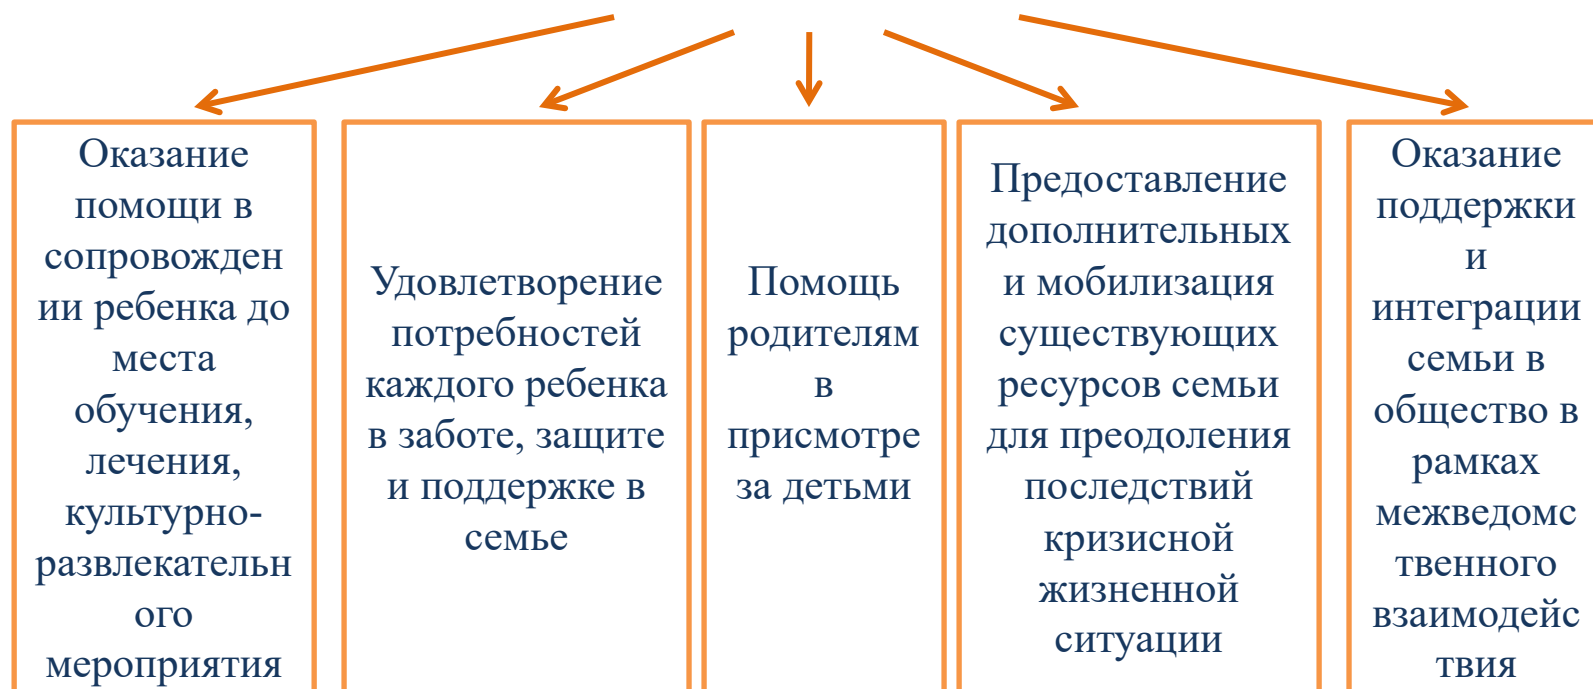 Оказание
помощи в
сопровожден
ии ребенка до
места
обучения,
лечения,
культурно-
развлекательн
ого
мероприятия
Удовлетворение
потребностей
каждого ребенка
в заботе, защите
и поддержке в
семье
Помощь
родителям
в
присмотре
за детьми
Предоставление
дополнительных
и мобилизация
существующих
ресурсов семьи
для преодоления
последствий
кризисной
жизненной
ситуации
Оказание
поддержки
и
интеграции
семьи в
общество в
рамках
межведомс
твенного
взаимодейс
твия